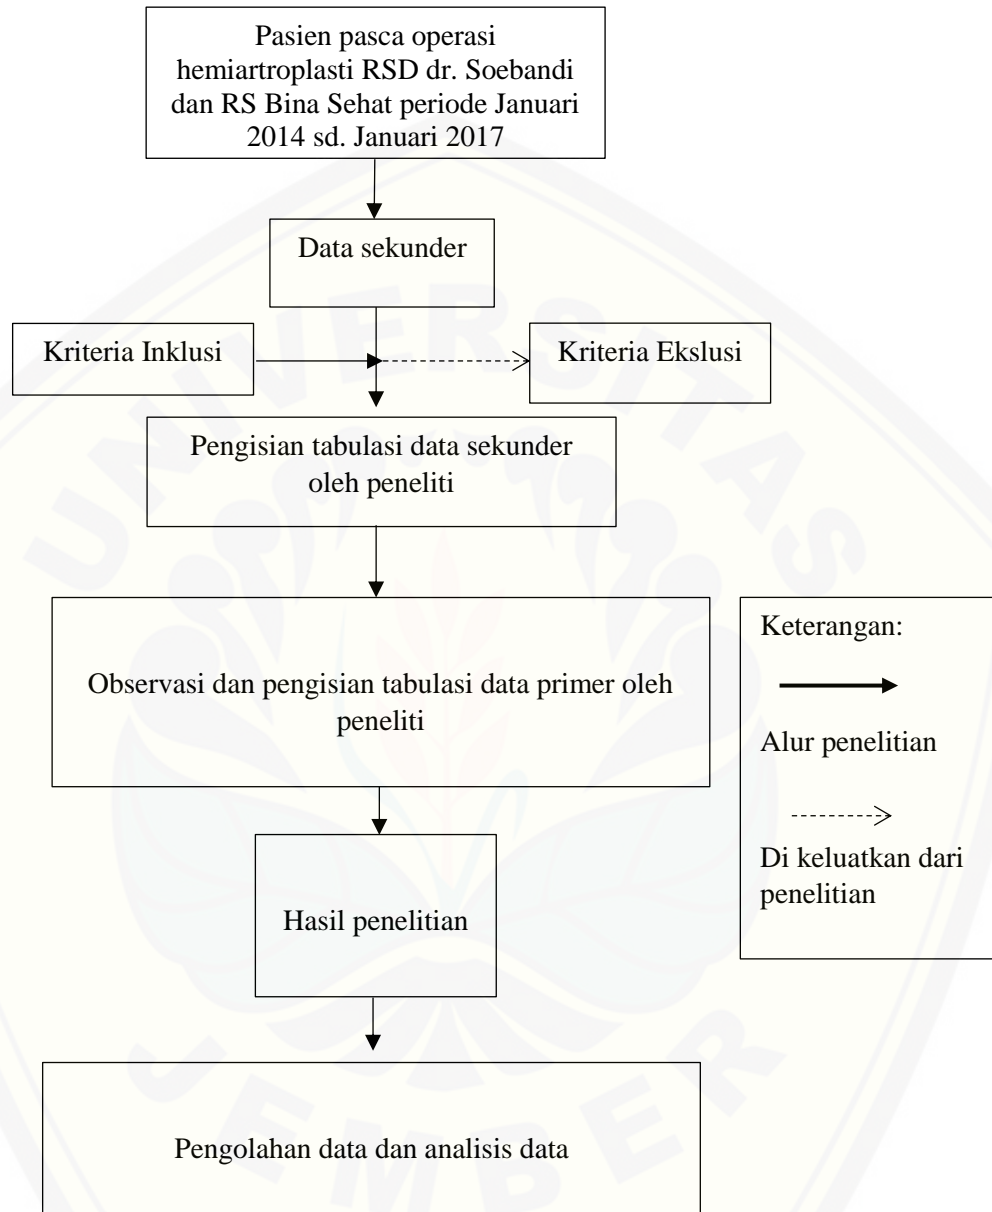 Pasien pasca operasi
hemiartroplasti RSD dr. Soebandi
dan RS Bina Sehat periode Januari
2014 sd. Januari 2017
Data sekunder
Kriteria Inklusi
Kriteria Ekslusi
Pengisian tabulasi data sekunder
oleh peneliti
Observasi dan pengisian tabulasi data primer oleh
peneliti
Keterangan:
Alur penelitian
Di keluatkan dari
penelitian
Hasil penelitian
Pengolahan data dan analisis data
UNIVERSITAS
JEMBER